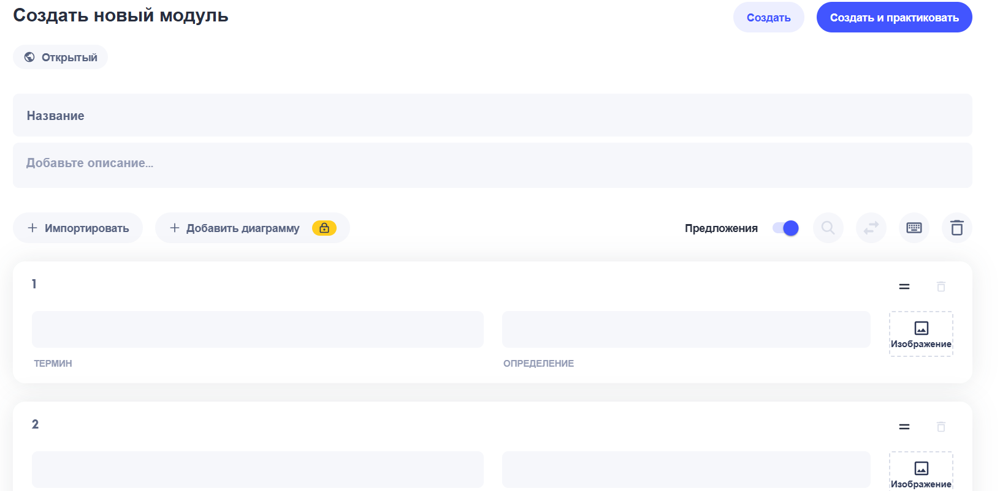 Создать новый модуль
Создать
Создать и практиковать
Открытый
Название
Добавьте описание...
+ Импортировать
+ Добавить диаграмму
Предложения
1
Изображение
ТЕРМИН
ОПРЕДЕЛЕНИЕ
2
Изображение